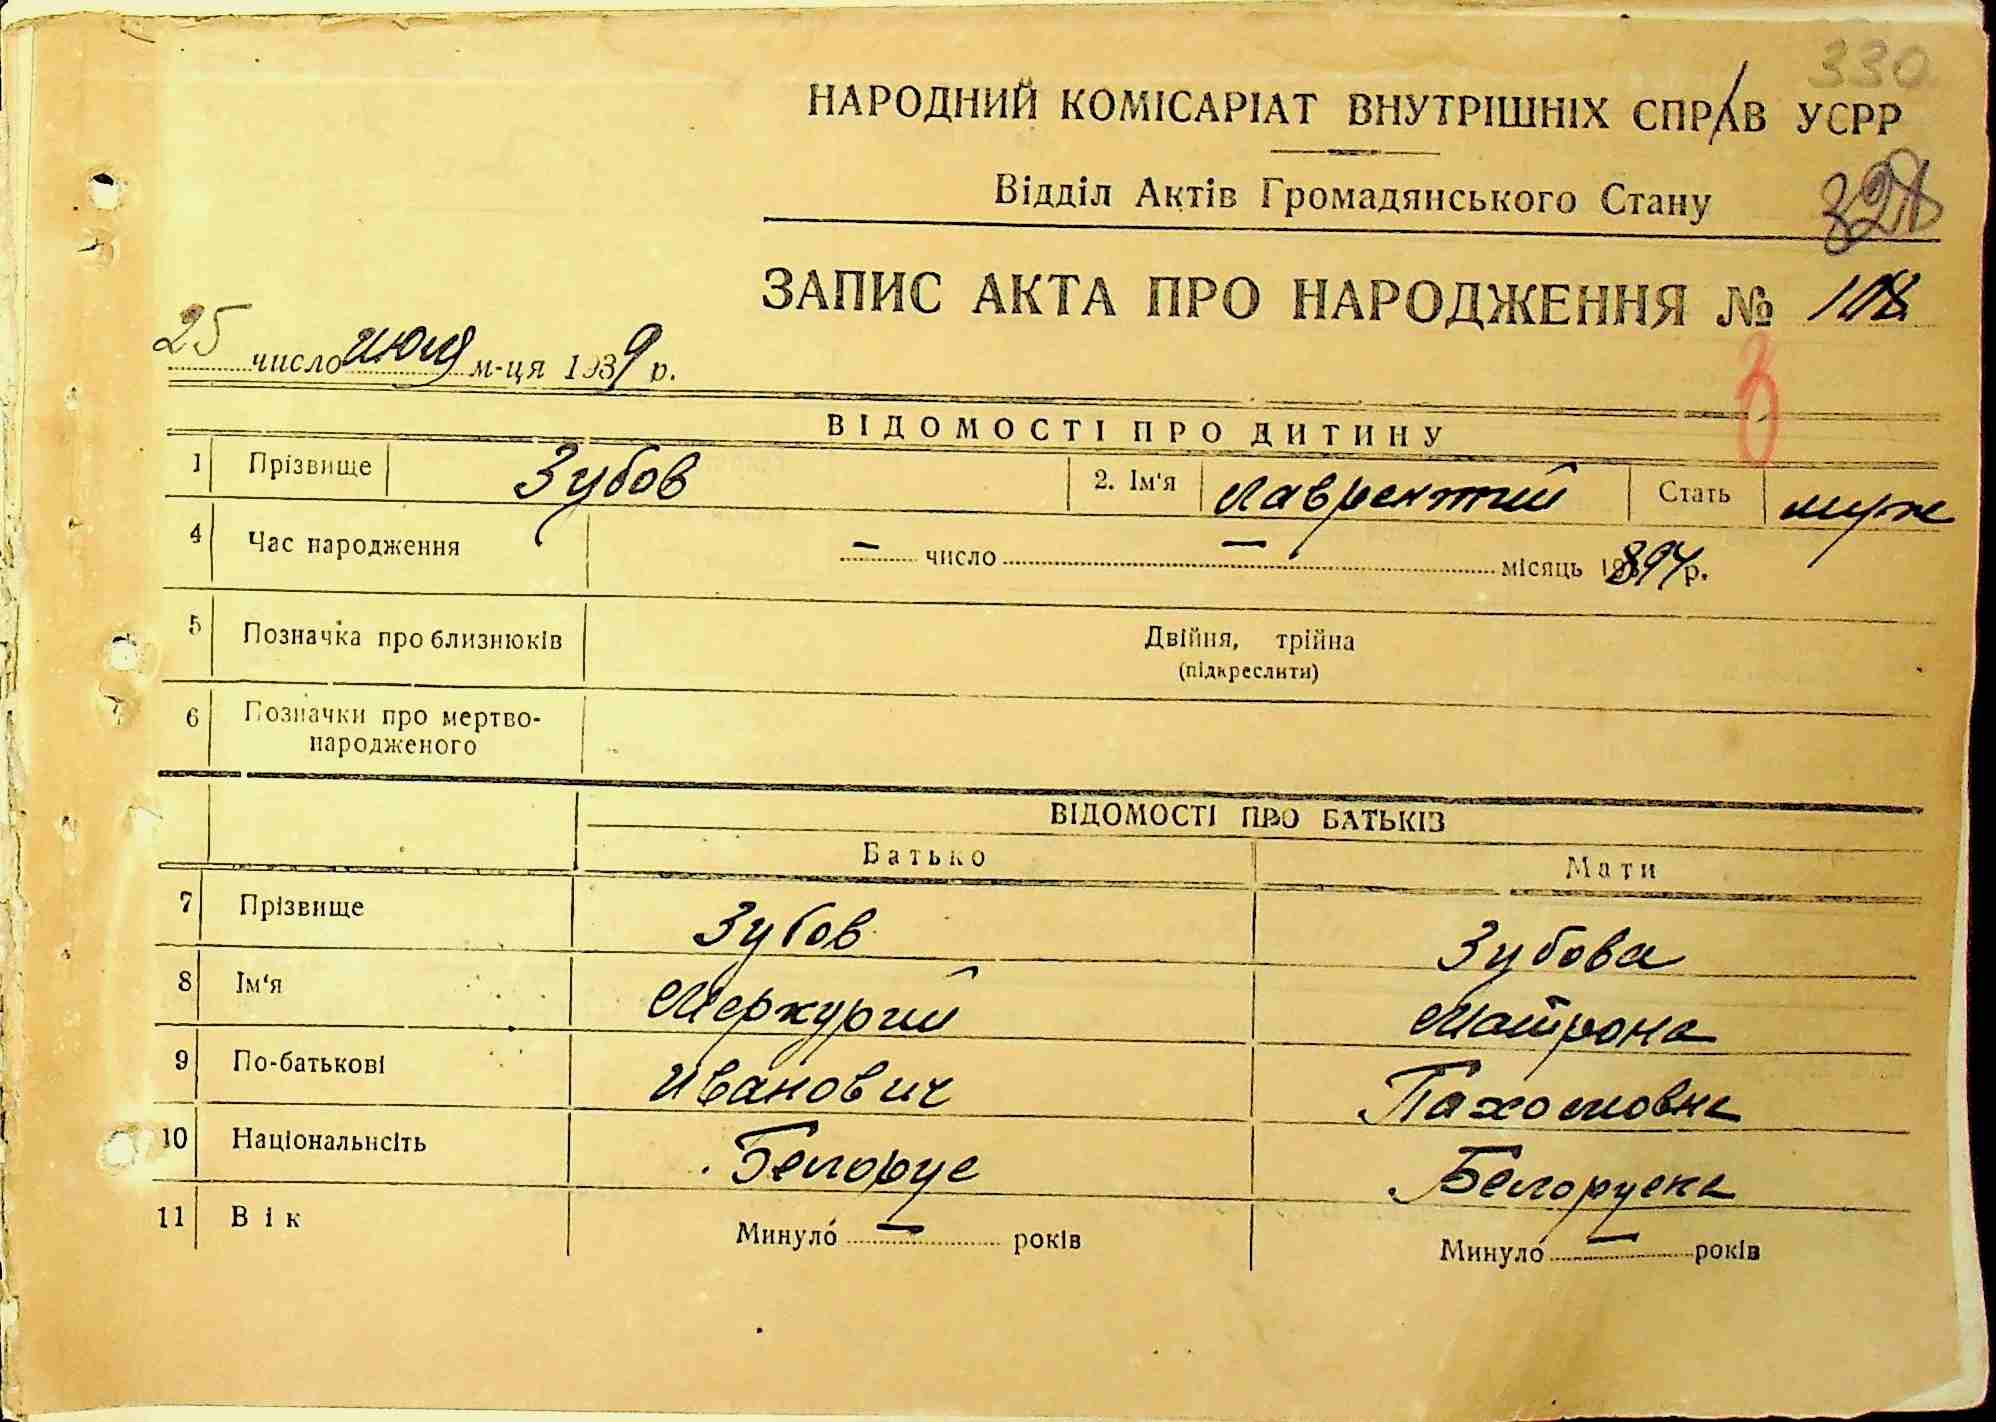 330
НАРОДНИЙ КОМІСАРІАТ ВНУТРІШНІХ СПРАВ УСРР
Відділ Актів Громадянського Стану
328
ЗАПИС АКТА ПРО НАРОДЖЕННЯ № 108
25 число июля м-ця 1939 р.
З
ВІДОМОСТІ ПРО ДИТИНУ
1 Прізвище Зубов 2. Ім'я Лаврентий Стать муж
4 Час народження — число — місяць 1894 р.
5 Позначка про близнюків Двійня, трійна
(підкреслити)
6 Позначки про мертво-
народженого
ВІДОМОСТІ ПРО БАТЬКІВ
Батько Мати
7 Прізвище Зубов Зубова
8 Ім'я Меркурий Матрона
9 По-батькові Иванович Пахомовна
10 Національність Белорус Белоруска
11 Вік Минуло — років Минуло — років